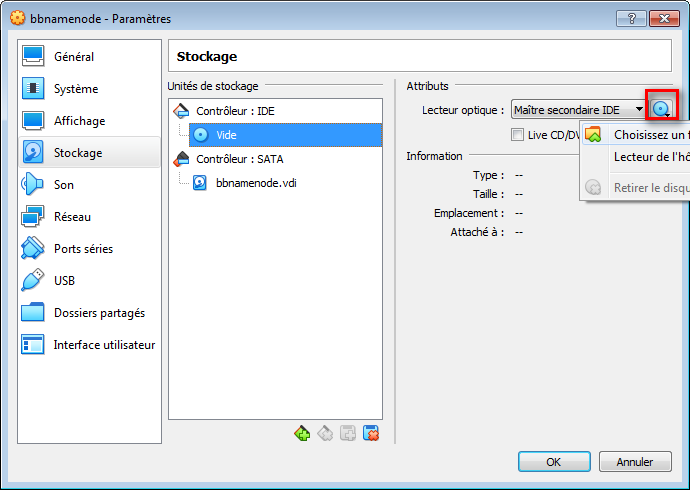 bbnamenode - Paramètres
Général
Système
Affichage
Stockage
Son
Réseau
Ports séries
USB
Dossiers partagés
Interface utilisateur
Stockage
Unités de stockage
Contrôleur : IDE
Vide
Contrôleur : SATA
bbnamenode.vdi
Attributs
Lecteur optique : Maître secondaire IDE
Live CD/DV
Choisissez un f
Lecteur de l'hô
Retirer le disqu
Information
Type : --
Taille : --
Emplacement : --
Attaché à : --
OK
Annuler